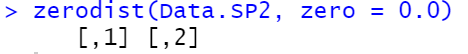 > zerodist(Data.SP2, zero = 0.0)
[,1] [,2]